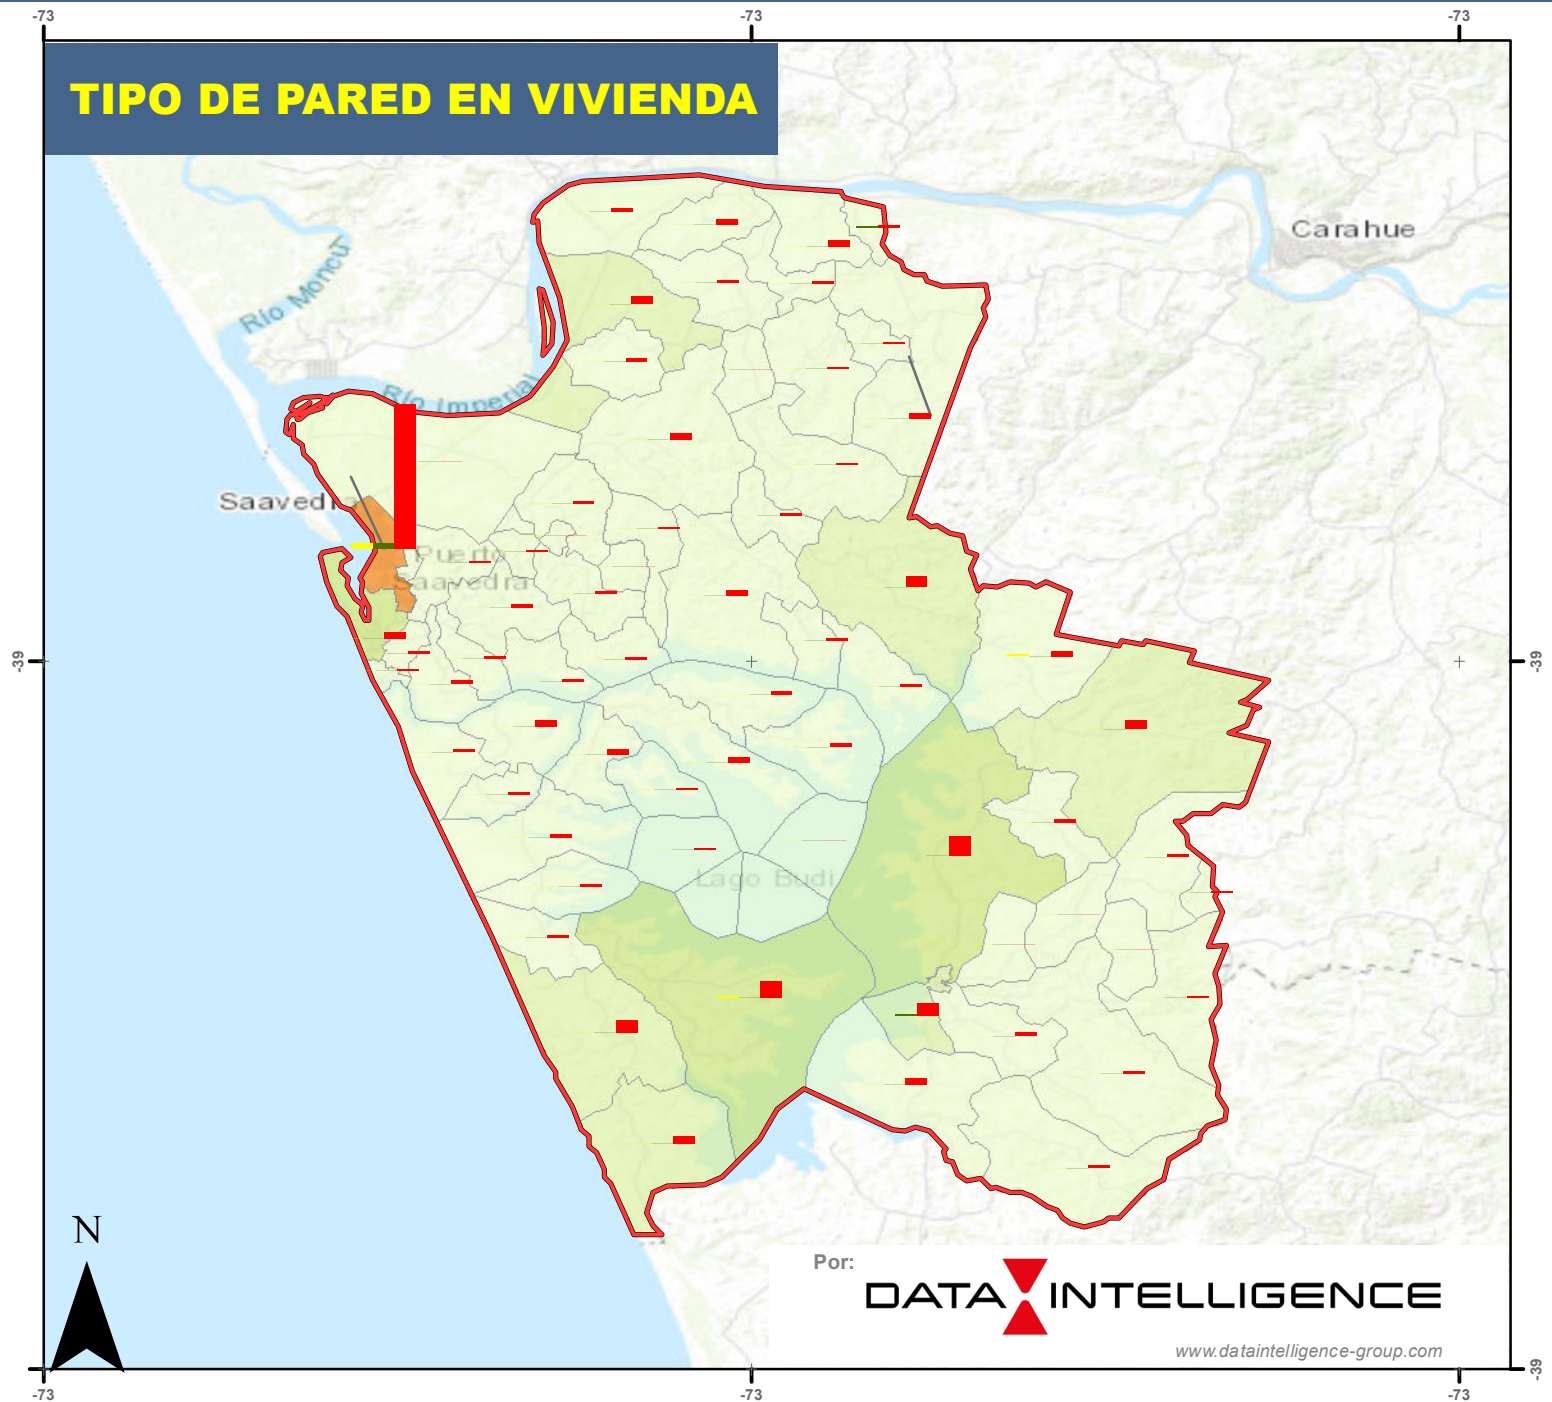 -73
-73
-73
TIPO DE PARED EN VIVIENDA
Carahue
Río Moncul
Río Imperial
Saavedra
Puerto
Saavedra
-39
-39
Lago Budi
N
Por:
DATA INTELLIGENCE
www.dataintelligence-group.com
-39
-73
-73
-73